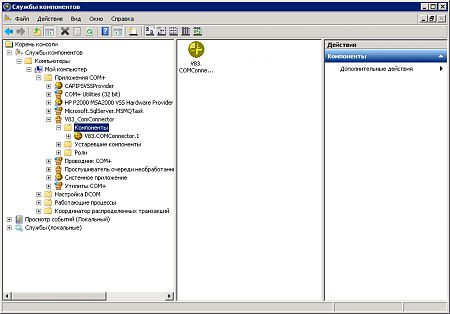 Службы компонентов
Файл Действие Вид Окно Справка
Корень консоли
Службы компонентов
Компьютеры
Мой компьютер
Приложения COM+
CAPIPSVSSProvider
COM+ Utilities (32 bit)
HP P2000 MSA2000 VSS Hardware Provider
Microsoft.SqlServer.MSMQTask
V83_ComConnector
Компоненты
V83.COMConnector.1
Устаревшие компоненты
Роли
Проводник COM+
Прослушиватель очереди необработанн
Системное приложение
Утилиты COM+
Настройка DCOM
Работающие процессы
Координатор распределенных транзакций
Просмотр событий (Локальный)
Службы (локальные)
V83.
COMConne...
Действия
Компоненты
Дополнительные действия